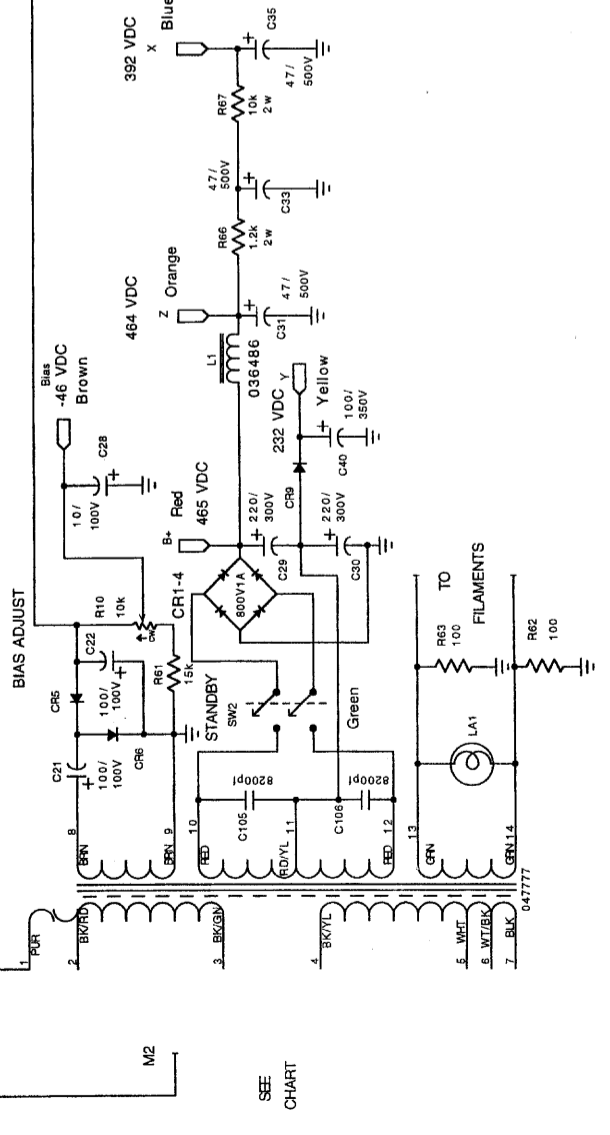 392 VDC
X
Blue
C35
47/
500V
R67
10k
2w
47/
500V
C33
R66
1.2k
2w
464 VDC
Z
Orange
47/
500V
C31
L1
036486
Bias
-46 VDC
Brown
C28
10/
100V
232 VDC
Y
Yellow
100/
350V
C40
CR9
B+
Red
465 VDC
220/
300V
C29
220/
300V
C30
BIAS ADJUST
R10
10k
CW
CR1-4
800V1A
C22
100/
100V
R61
15k
CR5
CR6
C21
100/
100V
STANDBY
SW2
Green
8200pf
C105
8200pf
C106
TO
FILAMENTS
R63
100
R62
100
LA1
8
BRN
BRN
9
10
RED
RD/YL
11
RED
12
13
GRN
GRN
14
047777
1
PUR
2
BK/RD
3
BK/GN
4
BK/YL
5
WHT
6
WT/BK
7
BLK
M2
SEE
CHART